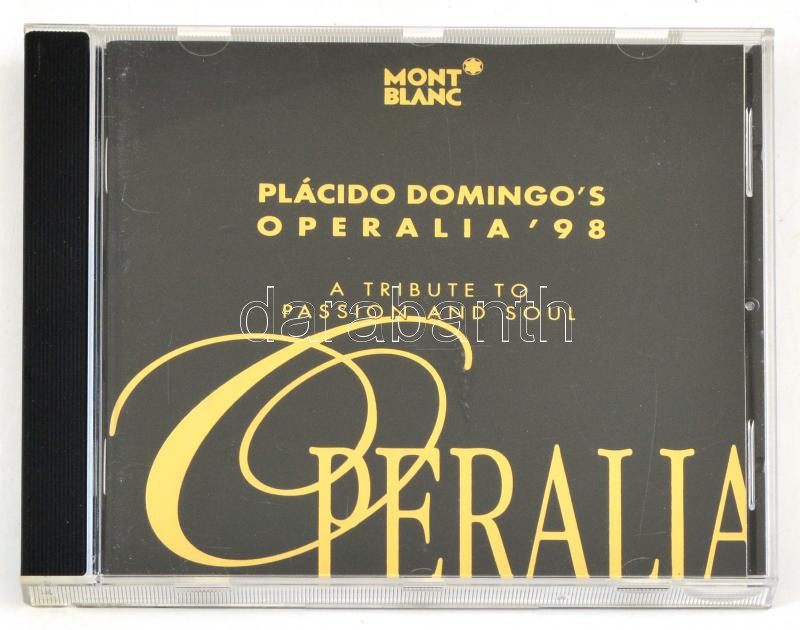 MONT
BLANC
PLÁCIDO DOMINGO'S
OPERALIA '98
A TRIBUTE TO
PASSION AND SOUL
darabanth
OPERALIA